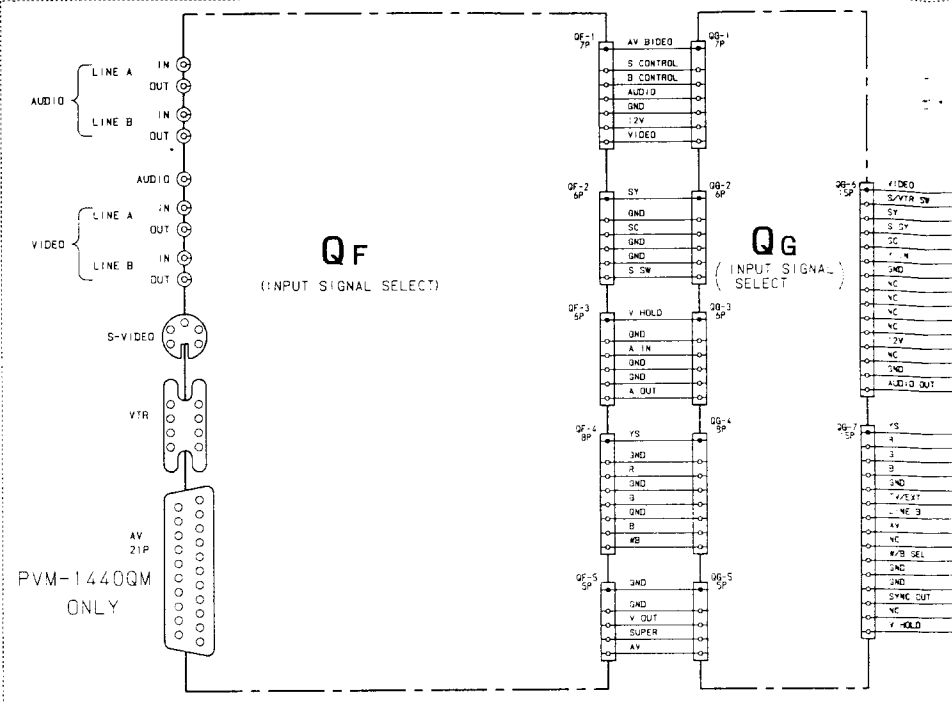 AUDIO
LINE A
IN
OUT
LINE B
IN
OUT
AUDIO
VIDEO
LINE A
IN
OUT
LINE B
IN
OUT
S-VIDEO
VTR
AV
21P
PVM-1440QM
ONLY
QF
(INPUT SIGNAL SELECT)
QF-1
7P
AV BIDEO
S CONTROL
B CONTROL
AUDIO
GND
12V
VIDEO
QG-1
7P
QF-2
6P
SY
GND
SC
GND
GND
S SW
QG-2
6P
QF-3
6P
V HOLD
GND
A IN
GND
GND
A OUT
QG-3
6P
QF-4
8P
YS
GND
R
GND
G
GND
B
WB
QG-4
8P
QF-5
5P
GND
GND
V OUT
SUPER
AV
QG-5
5P
QG
(INPUT SIGNAL
SELECT)
QG-6
15P
VIDEO
S/VTR SW
SY
S SY
SC
GND
NC
NC
NC
NC
12V
NC
GND
AUDIO OUT
QG-7
15P
YS
R
G
B
GND
TV/EXT
LINE B
AV
NC
W/B SEL
GND
GND
SYNC OUT
NC
V HOLD